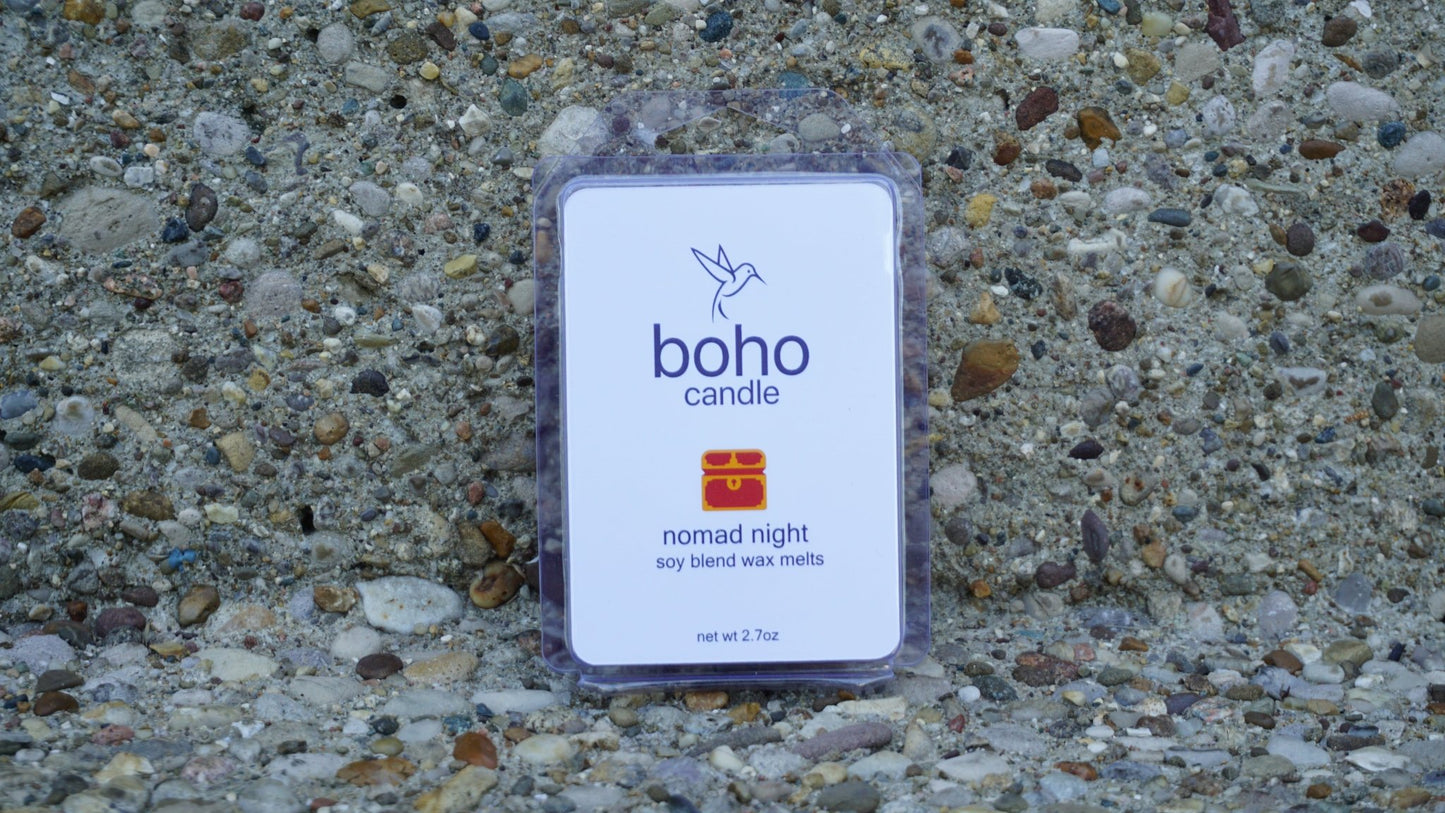 boho
candle
nomad night
soy blend wax melts
net wt 2.7oz